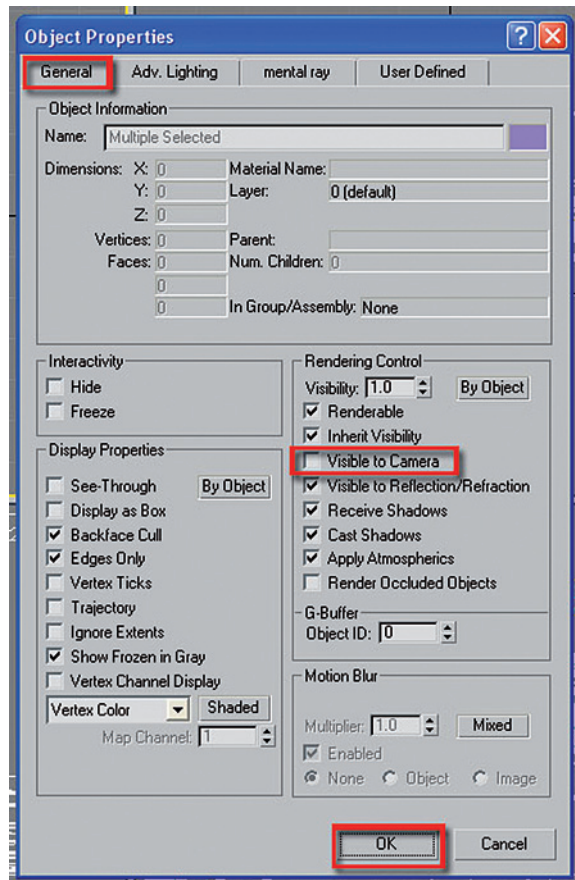 Object Properties
General Adv. Lighting mental ray User Defined
Object Information
Name: Multiple Selected
Dimensions: X: 0 Material Name:
Y: 0 Layer: 0 (default)
Z: 0
Vertices: 0 Parent:
Faces: 0 Num. Children: 0
0
0 In Group/Assembly: None
Interactivity
Hide
Freeze
Display Properties
See-Through By Object
Display as Box
Backface Cull
Edges Only
Vertex Ticks
Trajectory
Ignore Extents
Show Frozen in Gray
Vertex Channel Display
Vertex Color Shaded
Map Channel: 1
Rendering Control
Visibility: 1.0 By Object
Renderable
Inherit Visibility
Visible to Camera
Visible to Reflection/Refraction
Receive Shadows
Cast Shadows
Apply Atmospherics
Render Occluded Objects
G-Buffer
Object ID: 0
Motion Blur
Multiplier: 1.0 Mixed
Enabled
None Object Image
OK Cancel